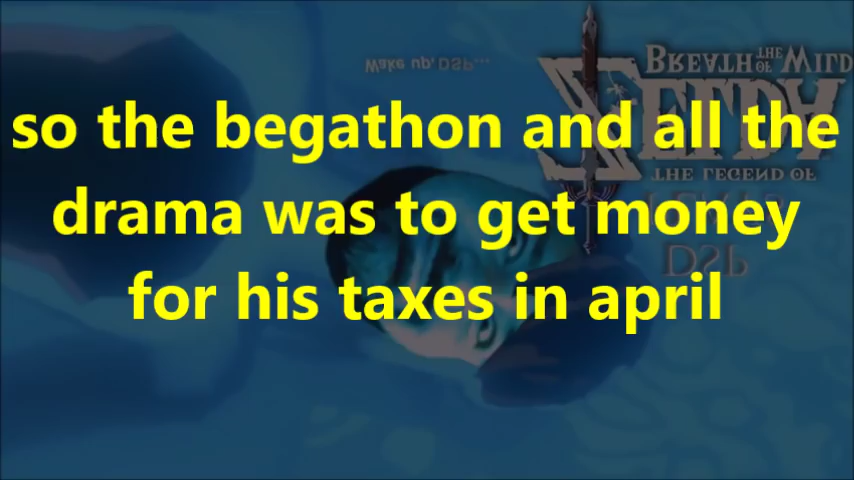 Wake up, DSP...
BREATH OF THE MILD
THE LEGEND OF
DSP
so the begathon and all the
drama was to get money
for his taxes in april